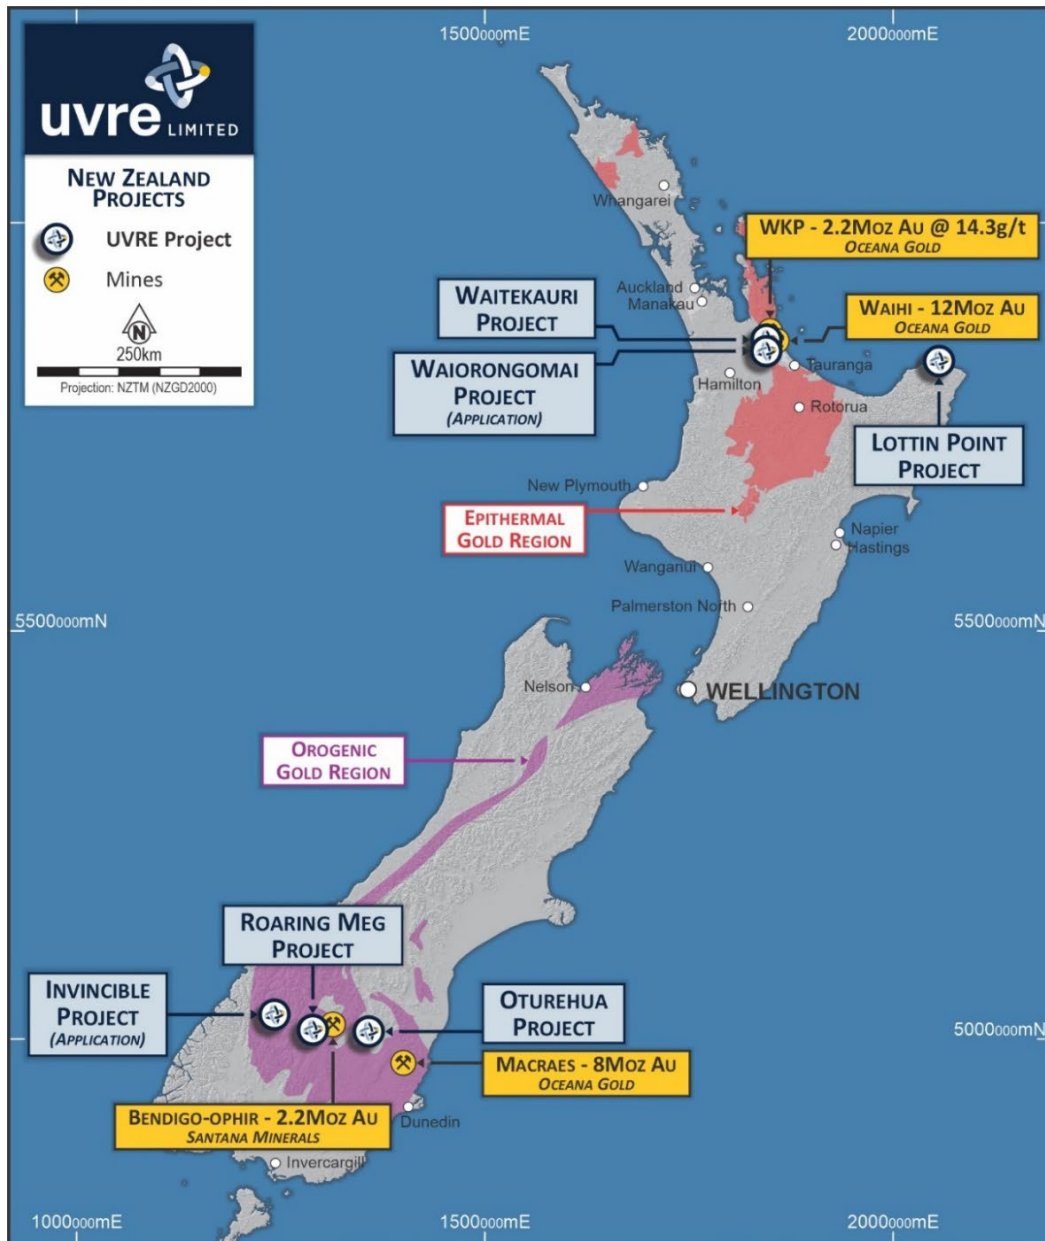 1500000mE
2000000mE
uvre LIMITED
NEW ZEALAND
PROJECTS
UVRE Project
Mines
N
250km
Projection: NZTM (NZGD2000)
Whangarei
WKP - 2.2MOZ AU @ 14.3g/t
OCEANA GOLD
Auckland
Manakau
WAITEKAURI
PROJECT
WAIHI - 12MOZ AU
OCEANA GOLD
WAIORONGOMAI
PROJECT
(APPLICATION)
Hamilton
Tauranga
Rotorua
LOTTIN POINT
PROJECT
New Plymouth
EPITHERMAL
GOLD REGION
Napier
Hastings
Wanganui
Palmerston North
5500000mN
5500000mN
Nelson
WELLINGTON
OROGENIC
GOLD REGION
ROARING MEG
PROJECT
INVINCIBLE
PROJECT
(APPLICATION)
OTUREHUA
PROJECT
5000000mN
MACRAES - 8MOZ AU
OCEANA GOLD
BENDIGO-OPHIR - 2.2MOZ AU
SANTANA MINERALS
Dunedin
Invercargill
1000000mE
1500000mE
2000000mE